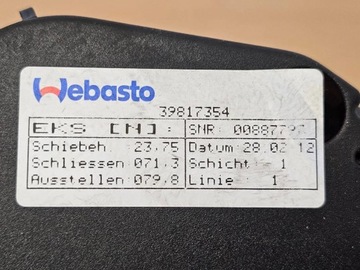 Webasto
39817354
EKS [N]: SNR: 
Schiebeh 23,75 Datum 28.02 12
Schliessen 071,3 Schicht 1
Ausstellen 079,8 Linie 1